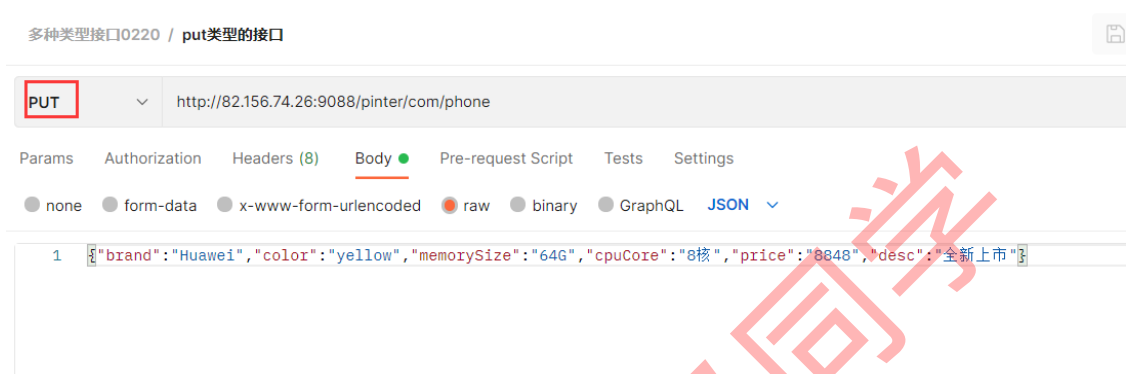 多种类型接口0220 / put类型的接口
PUT http://82.156.74.26:9088/pinter/com/phone
Params Authorization Headers (8) Body Pre-request Script Tests Settings
none form-data x-www-form-urlencoded raw binary GraphQL JSON
1 {"brand":"Huawei","color":"yellow","memorySize":"64G","cpuCore":"8核","price":"8848","desc":"全新上市"}
同学